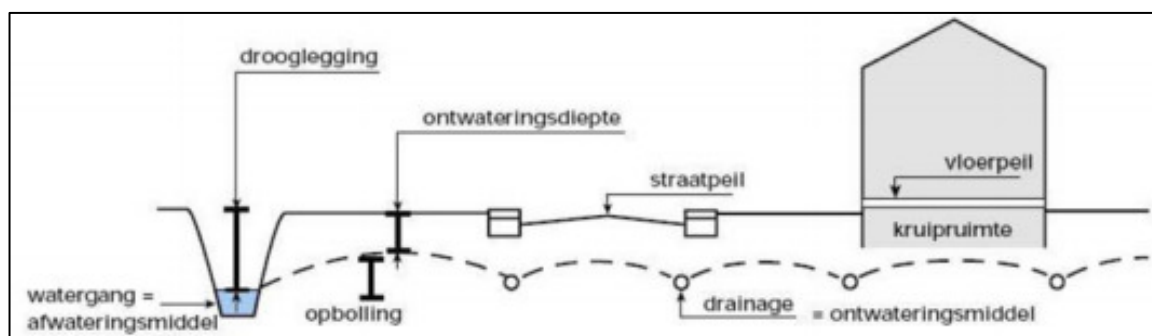 drooglegging
ontwateringsdiepte
straatpeil
vloerpeil
kruipruimte
watergang =
afwateringsmiddel
opbolling
drainage = ontwateringsmiddel